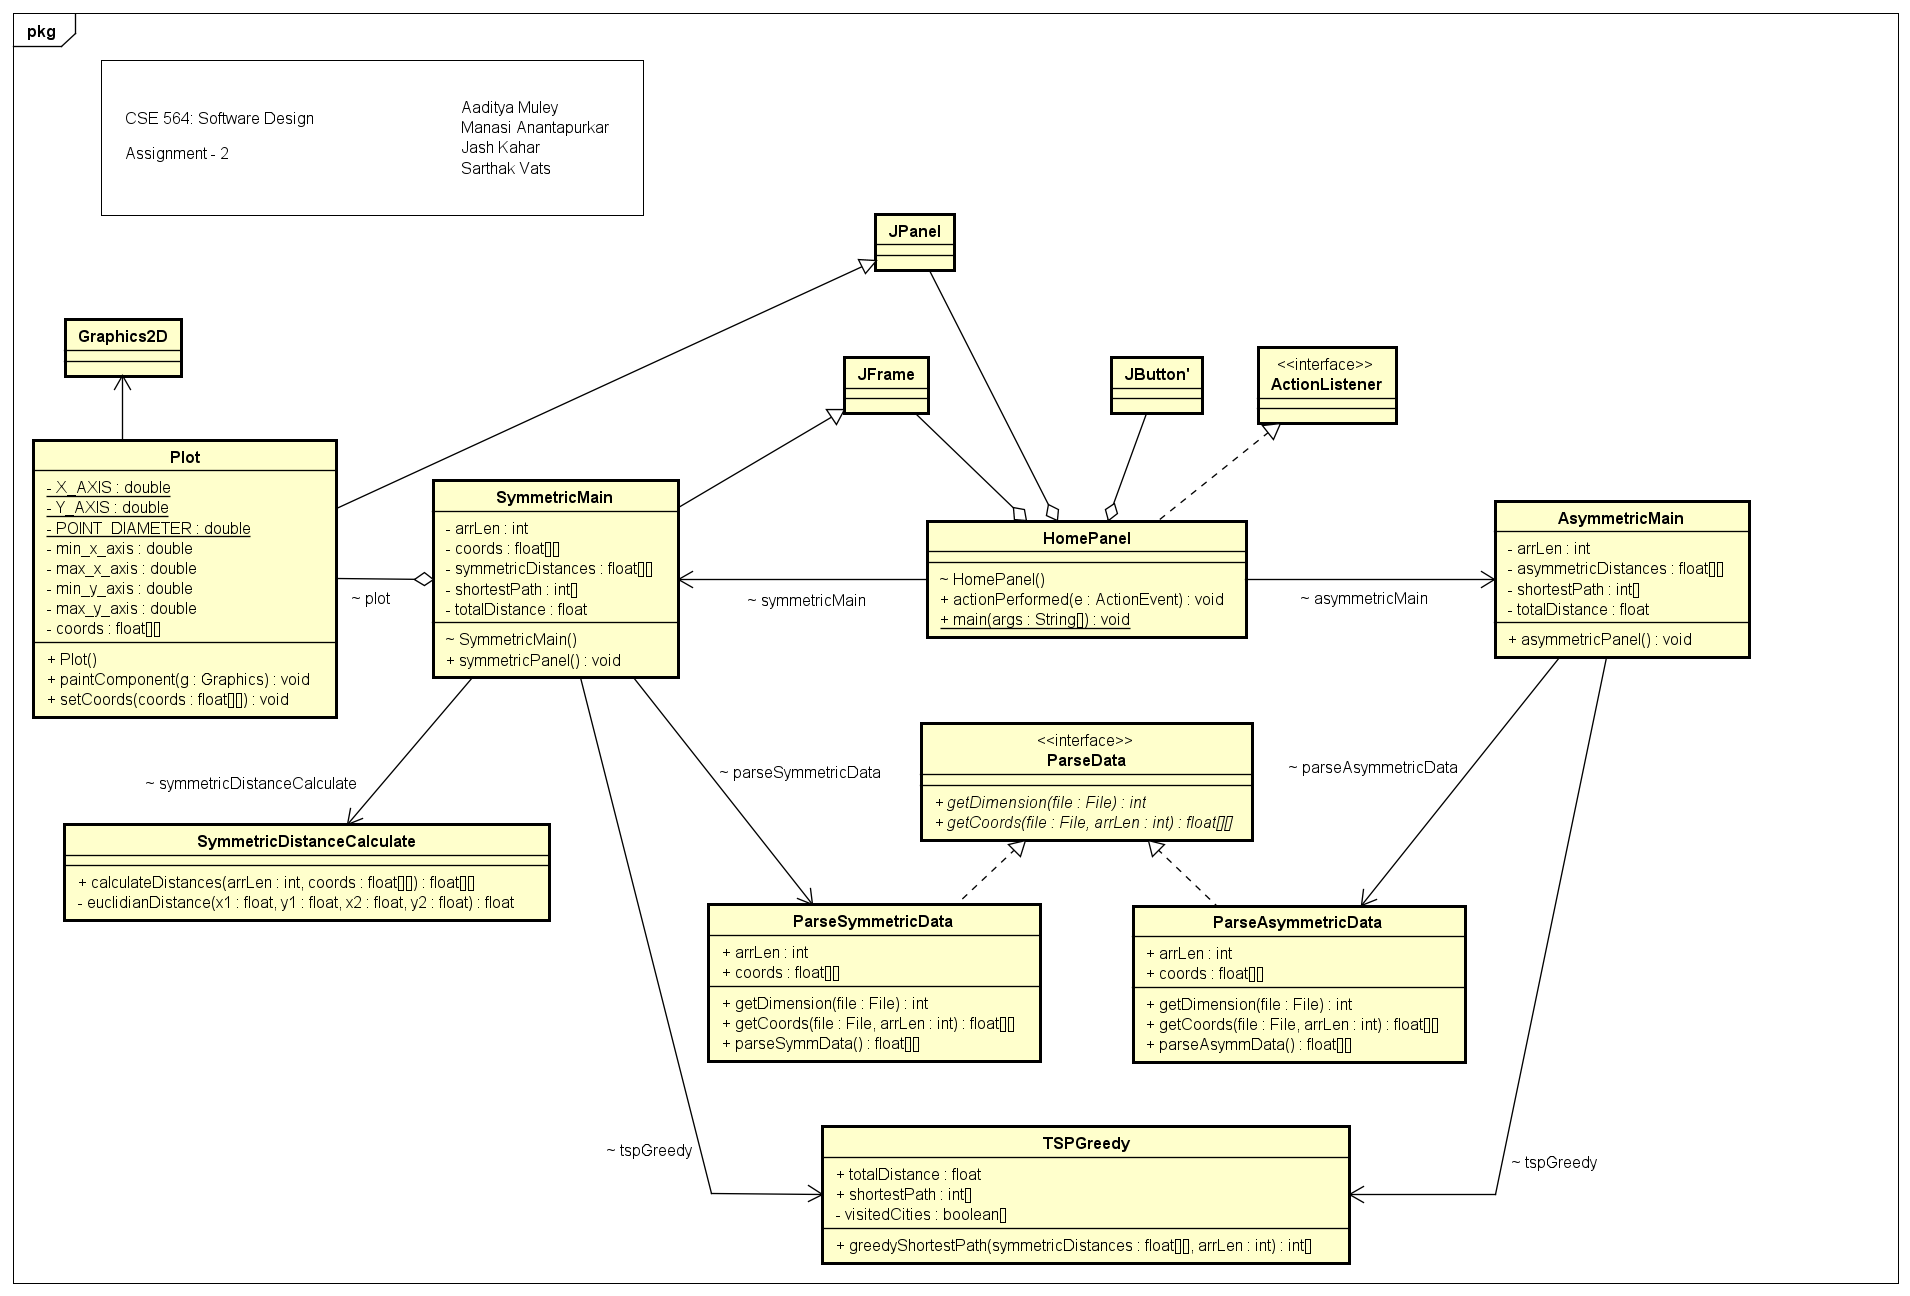 pkg
CSE 564: Software Design
Assignment - 2
Aaditya Muley
Manasi Anantapurkar
Jash Kahar
Sarthak Vats
JPanel
Graphics2D
JFrame
JButton'
<<interface>>
ActionListener
Plot
- X_AXIS : double
- Y_AXIS : double
- POINT_DIAMETER : double
- min_x_axis : double
- max_x_axis : double
- min_y_axis : double
- max_y_axis : double
- coords : float[][]
+ Plot()
+ paintComponent(g : Graphics) : void
+ setCoords(coords : float[][]) : void
~ plot
SymmetricMain
- arrLen : int
- coords : float[][]
- symmetricDistances : float[][]
- shortestPath : int[]
- totalDistance : float
~ SymmetricMain()
+ symmetricPanel() : void
~ symmetricMain
HomePanel
~ HomePanel()
+ actionPerformed(e : ActionEvent) : void
+ main(args : String[]) : void
~ asymmetricMain
AsymmetricMain
- arrLen : int
- asymmetricDistances : float[][]
- shortestPath : int[]
- totalDistance : float
+ asymmetricPanel() : void
~ symmetricDistanceCalculate
~ parseSymmetricData
<<interface>>
ParseData
+ getDimension(file : File) : int
+ getCoords(file : File, arrLen : int) : float[][]
~ parseAsymmetricData
SymmetricDistanceCalculate
+ calculateDistances(arrLen : int, coords : float[][]) : float[][]
- euclidianDistance(x1 : float, y1 : float, x2 : float, y2 : float) : float
ParseSymmetricData
+ arrLen : int
+ coords : float[][]
+ getDimension(file : File) : int
+ getCoords(file : File, arrLen : int) : float[][]
+ parseSymmData() : float[][]
ParseAsymmetricData
+ arrLen : int
+ coords : float[][]
+ getDimension(file : File) : int
+ getCoords(file : File, arrLen : int) : float[][]
+ parseAsymmData() : float[][]
~ tspGreedy
TSPGreedy
+ totalDistance : float
+ shortestPath : int[]
- visitedCities : boolean[]
+ greedyShortestPath(symmetricDistances : float[][], arrLen : int) : int[]
~ tspGreedy